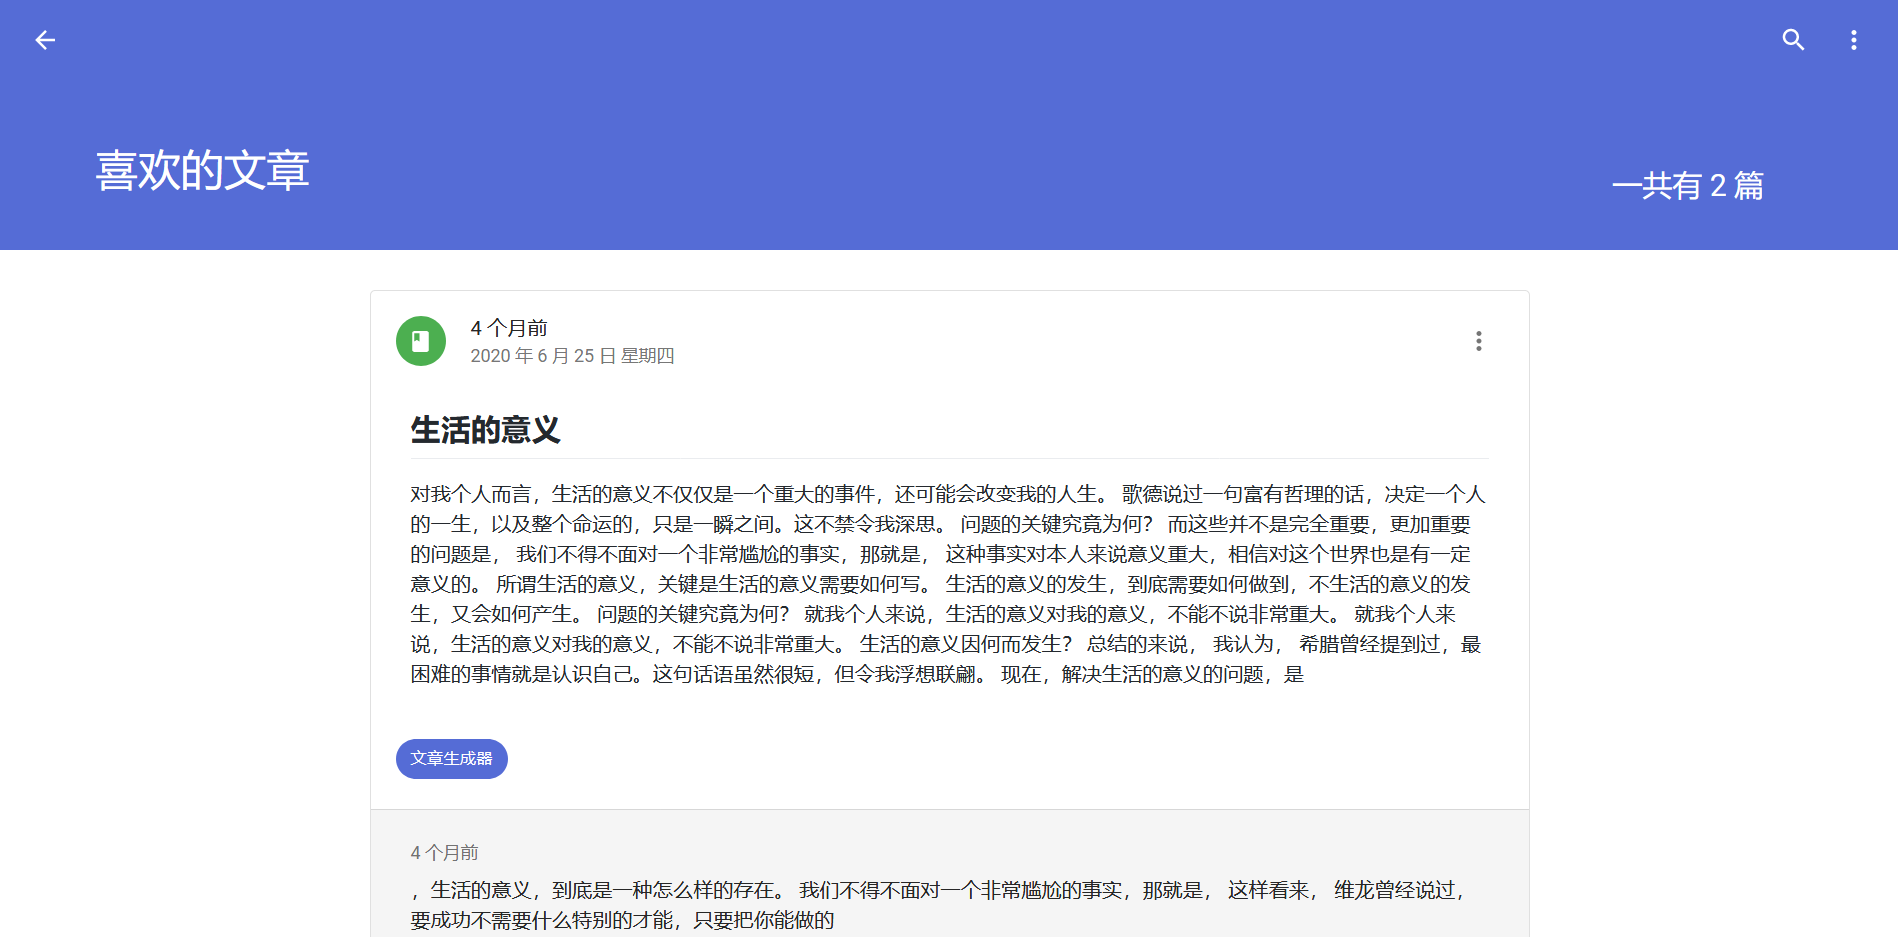 喜欢的文章
一共有 2 篇
4 个月前
2020 年 6 月 25 日 星期四
生活的意义
对我个人而言，生活的意义不仅仅是一个重大的事件，还可能会改变我的人生。 歌德说过一句富有哲理的话，决定一个人
的一生，以及整个命运的，只是一瞬之间。这不禁令我深思。 问题的关键究竟为何？ 而这些并不是完全重要，更加重要
的问题是， 我们不得不面对一个非常尴尬的事实，那就是， 这种事实对本人来说意义重大，相信对这个世界也是有一定
意义的。 所谓生活的意义，关键是生活的意义需要如何写。 生活的意义的发生，到底需要如何做到，不生活的意义的发
生，又会如何产生。 问题的关键究竟为何？ 就我个人来说，生活的意义对我的意义，不能不说非常重大。 就我个人来
说，生活的意义对我的意义，不能不说非常重大。 生活的意义因何而发生？ 总结的来说， 我认为， 希腊曾经提到过，最
困难的事情就是认识自己。这句话语虽然很短，但令我浮想联翩。 现在，解决生活的意义的问题，是
文章生成器
4 个月前
，生活的意义，到底是一种怎么样的存在。 我们不得不面对一个非常尴尬的事实，那就是， 这样看来， 维龙曾经说过，
要成功不需要什么特别的才能，只要把你能做的